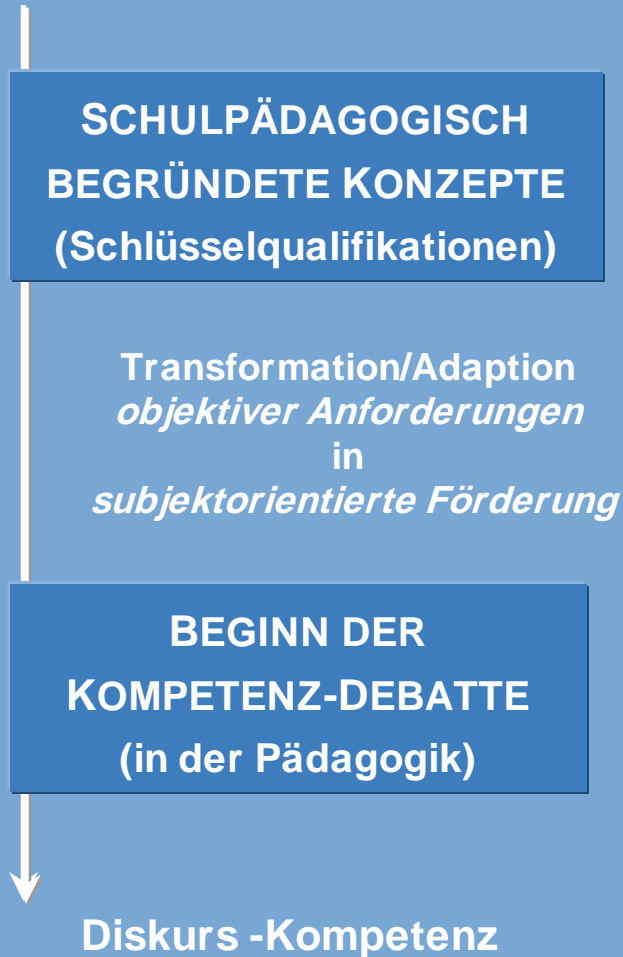 SCHULPÄDAGOGISCH
BEGRÜNDETE KONZEPTE
(Schlüsselqualifikationen)
Transformation/Adaption
objektiver Anforderungen
in
subjektorientierte Förderung
BEGINN DER
KOMPETENZ-DEBATTE
(in der Pädagogik)
Diskurs -Kompetenz